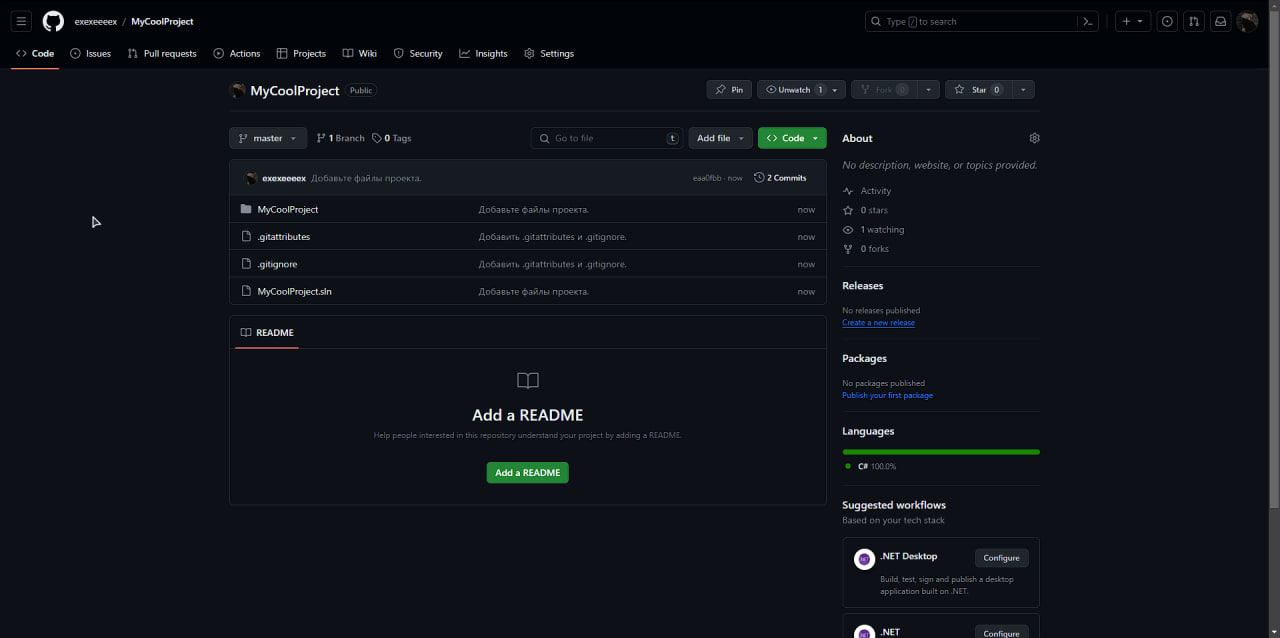 exexeeeex / MyCoolProject
Type / to search
Code Issues Pull requests Actions Projects Wiki Security Insights Settings
MyCoolProject Public
Pin Unwatch 1 Fork 0 Star 0
master 1 Branch 0 Tags
Go to file t Add file Code
exexeeeex Добавьте файлы проекта. eaa0fbb · now 2 Commits
MyCoolProject Добавьте файлы проекта. now
.gitattributes Добавить .gitattributes и .gitignore. now
.gitignore Добавить .gitattributes и .gitignore. now
MyCoolProject.sln Добавьте файлы проекта. now
README
Add a README
Help people interested in this repository understand your project by adding a README.
Add a README
About
No description, website, or topics provided.
Activity
0 stars
1 watching
0 forks
Releases
No releases published
Create a new release
Packages
No packages published
Publish your first package
Languages
C# 100.0%
Suggested workflows
Based on your tech stack
.NET Desktop Configure
Build, test, sign and publish a desktop
application built on .NET.
.NET Configure